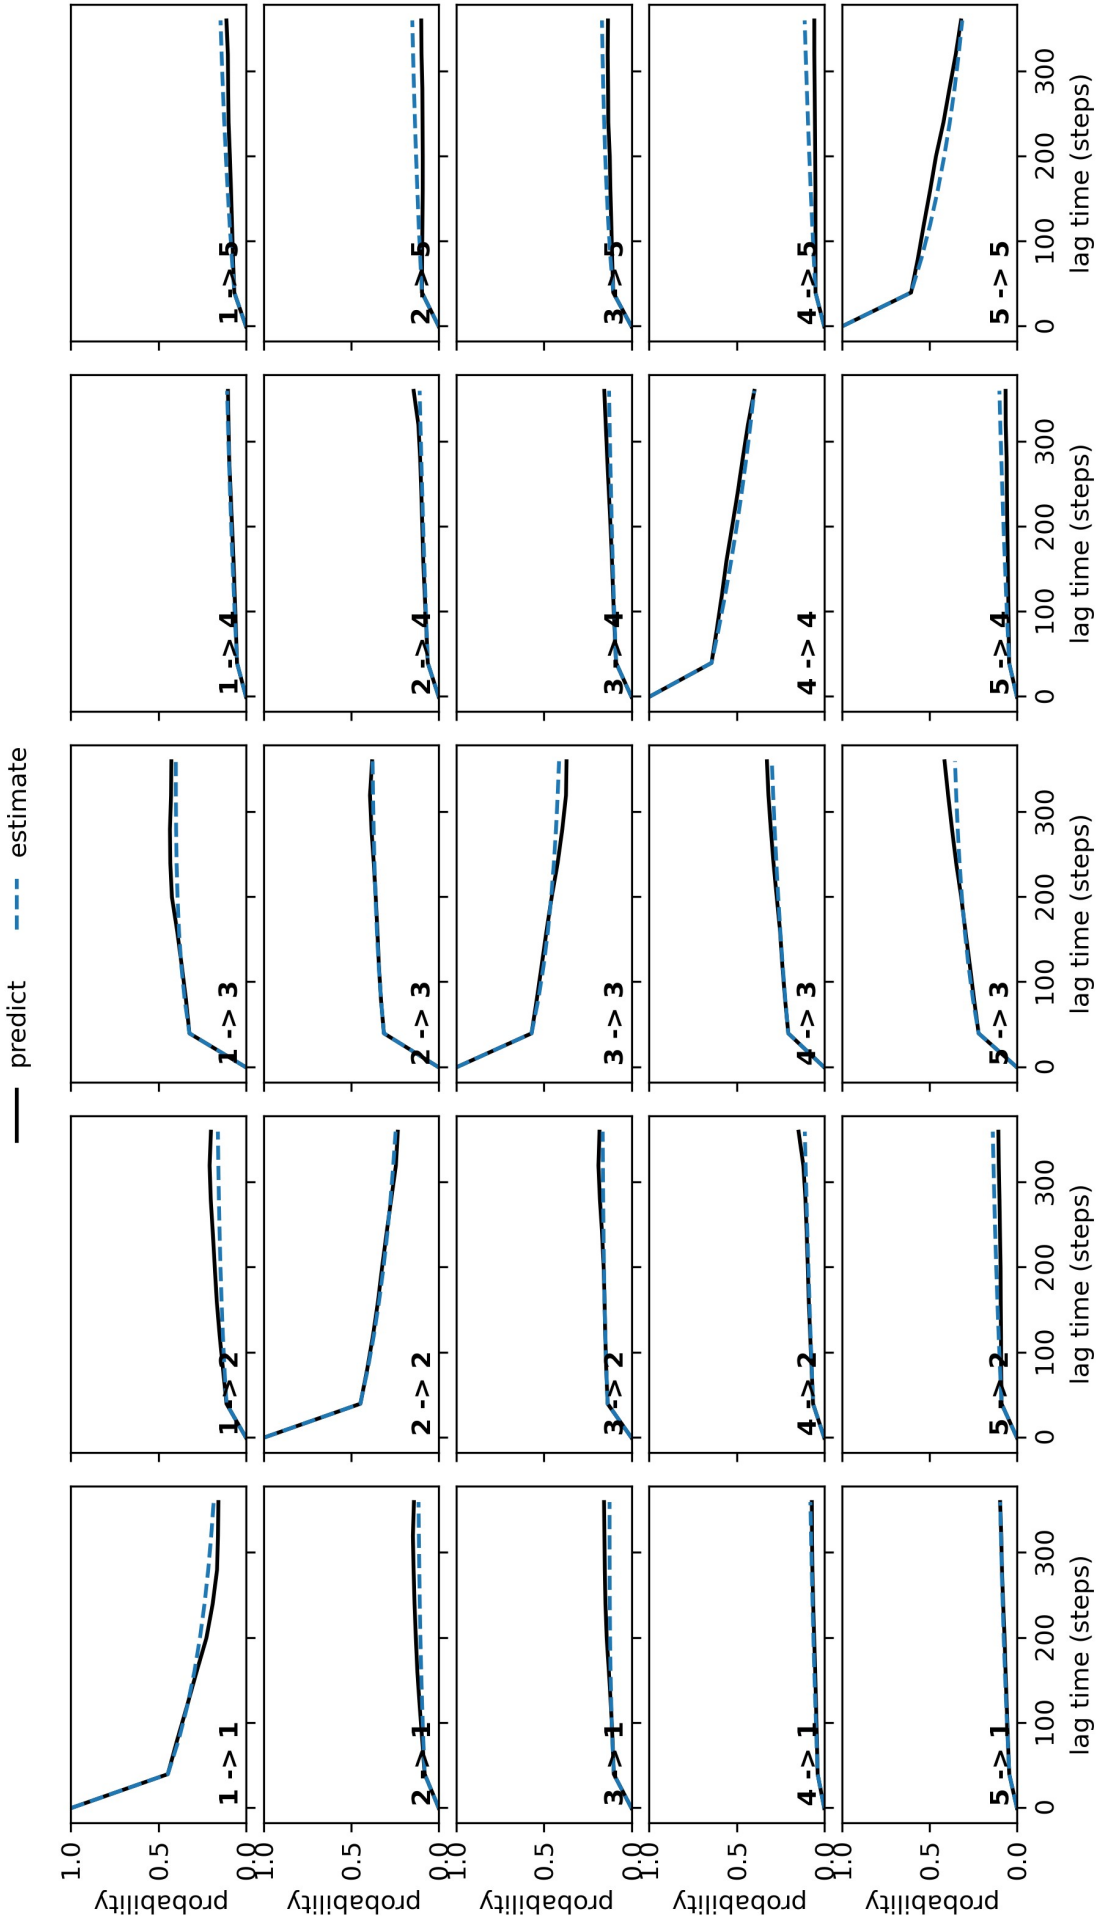 predict estimate
probability 1.0 0.5 0.0
1 -> 1 1 -> 2 1 -> 3 1 -> 4 1 -> 5
probability 1.0 0.5 0.0
2 -> 1 2 -> 2 2 -> 3 2 -> 4 2 -> 5
probability 1.0 0.5 0.0
3 -> 1 3 -> 2 3 -> 3 3 -> 4 3 -> 5
probability 1.0 0.5 0.0
4 -> 1 4 -> 2 4 -> 3 4 -> 4 4 -> 5
probability 1.0 0.5 0.0
5 -> 1 5 -> 2 5 -> 3 5 -> 4 5 -> 5
0 100 200 300 0 100 200 300 0 100 200 300 0 100 200 300 0 100 200 300
lag time (steps) lag time (steps) lag time (steps) lag time (steps) lag time (steps)